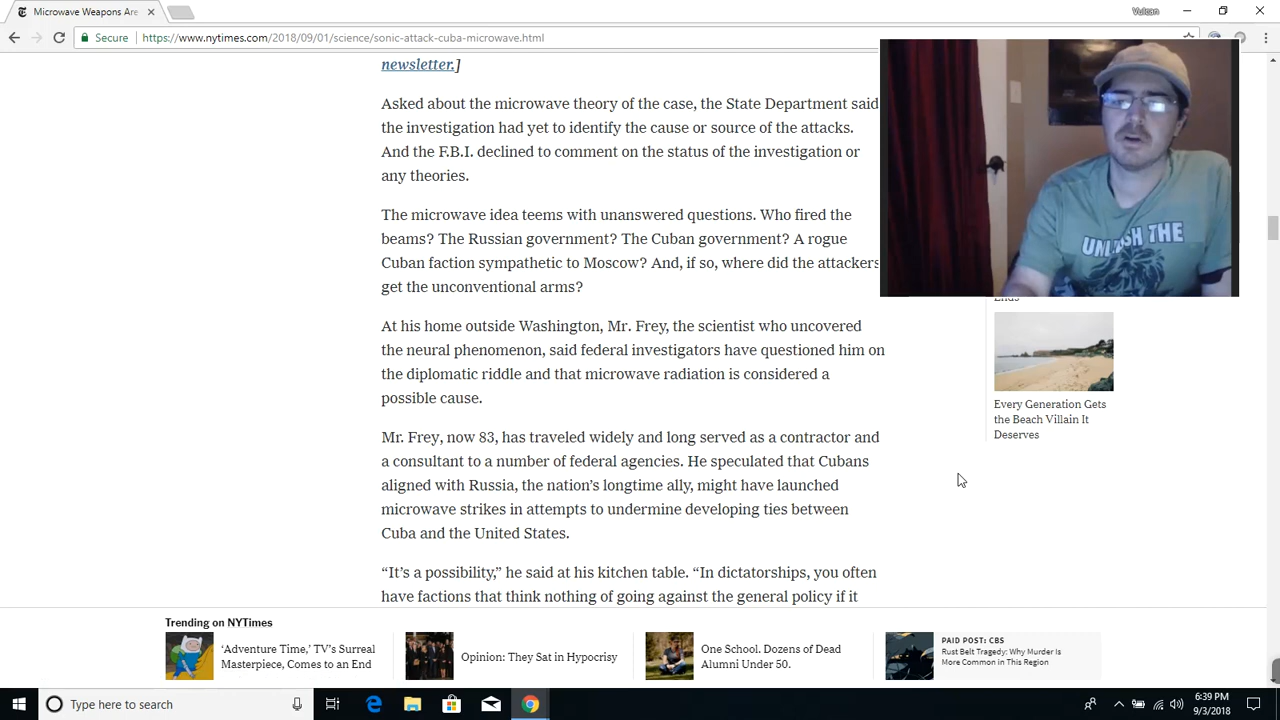 Microwave Weapons Are
Vulcan
Secure
https://www.nytimes.com/2018/09/01/science/sonic-attack-cuba-microwave.html
newsletter.]
Asked about the microwave theory of the case, the State Department said
the investigation had yet to identify the cause or source of the attacks.
And the F.B.I. declined to comment on the status of the investigation or
any theories.
The microwave idea teems with unanswered questions. Who fired the
beams? The Russian government? The Cuban government? A rogue
Cuban faction sympathetic to Moscow? And, if so, where did the attackers
get the unconventional arms?
At his home outside Washington, Mr. Frey, the scientist who uncovered
the neural phenomenon, said federal investigators have questioned him on
the diplomatic riddle and that microwave radiation is considered a
possible cause.
Mr. Frey, now 83, has traveled widely and long served as a contractor and
a consultant to a number of federal agencies. He speculated that Cubans
aligned with Russia, the nation’s longtime ally, might have launched
microwave strikes in attempts to undermine developing ties between
Cuba and the United States.
“It’s a possibility,” he said at his kitchen table. “In dictatorships, you often
have factions that think nothing of going against the general policy if it
UNLEASH THE
Ends
Every Generation Gets
the Beach Villain It
Deserves
Trending on NYTimes
‘Adventure Time,’ TV’s Surreal
Masterpiece, Comes to an End
Opinion: They Sat in Hypocrisy
One School. Dozens of Dead
Alumni Under 50.
PAID POST: CBS
Rust Belt Tragedy: Why Murder Is
More Common in This Region
Type here to search
6:39 PM
9/3/2018